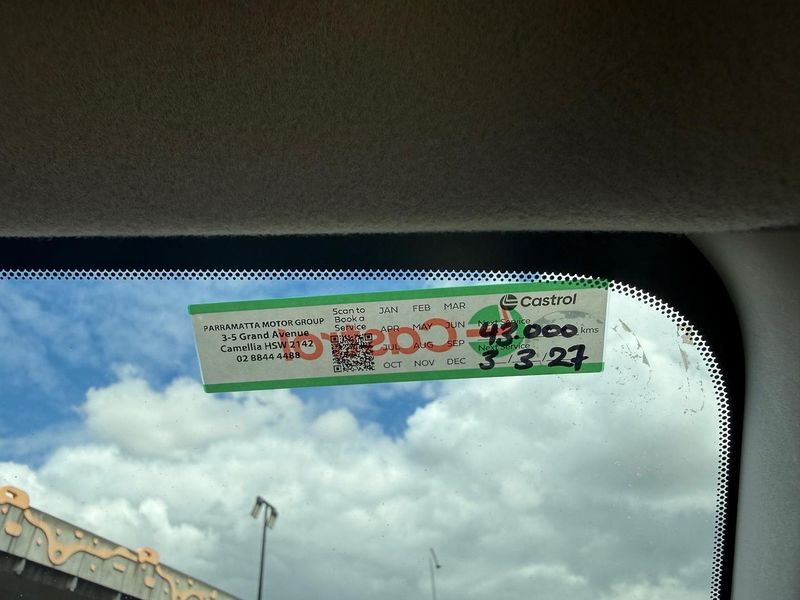 PARRAMATTA MOTOR GROUP
3-5 Grand Avenue
Camellia HSW 2142
02 8844 4488
Scan to
Book a
Service
JAN FEB MAR
APR MAY JUN
JUL AUG SEP
OCT NOV DEC
Castrol
Next Service
43.000 kms
Next Service
3/3/27
Castrol